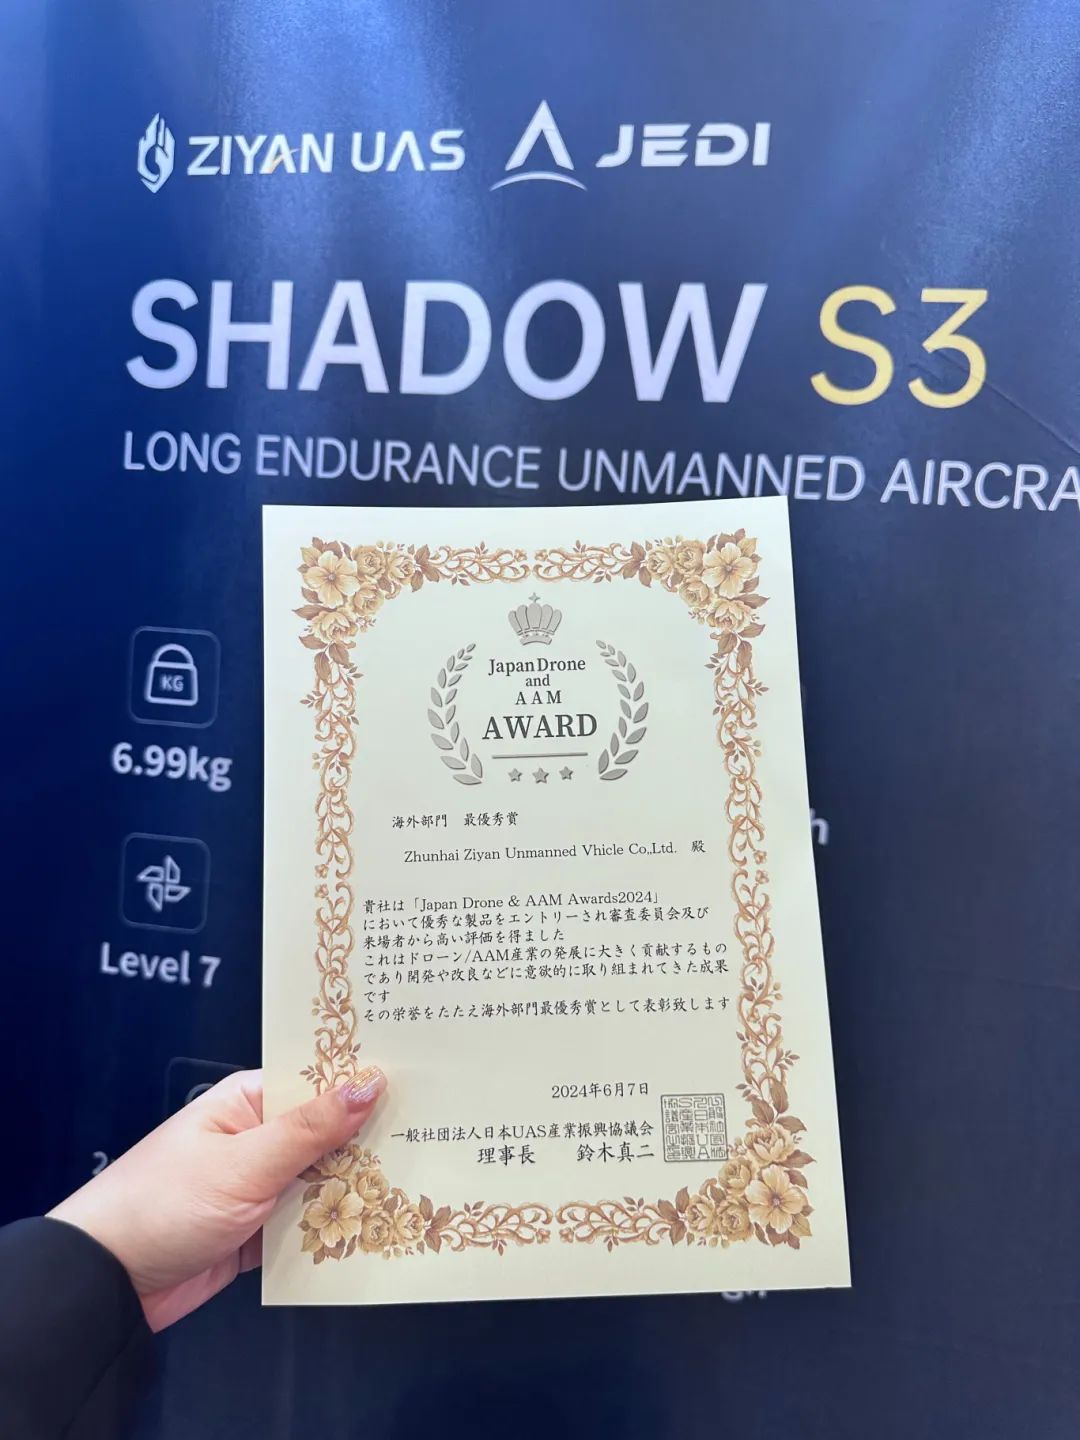 ZIYAN UAS JEDI
SHADOW S3
LONG ENDURANCE UNMANNED AIRCRA
KG
6.99kg
Level 7
Japan Drone
and
AAM
AWARD
海外部門 最優秀賞
Zhunhai Ziyan Unmanned Vhicle Co,.Ltd. 殿
貴社は「Japan Drone & AAM Awards2024」
において優秀な製品をエントリーされ審査委員会及び
来場者から高い評価を得ました
これはドローン/AAM産業の発展に大きく貢献するもの
であり開発や改良などに意欲的に取り組まれてきた成果
です
その栄誉をたたえ海外部門最優秀賞として表彰致します
2024年6月7日
一般社団法人日本UAS産業振興協議会
理事長 鈴木真二